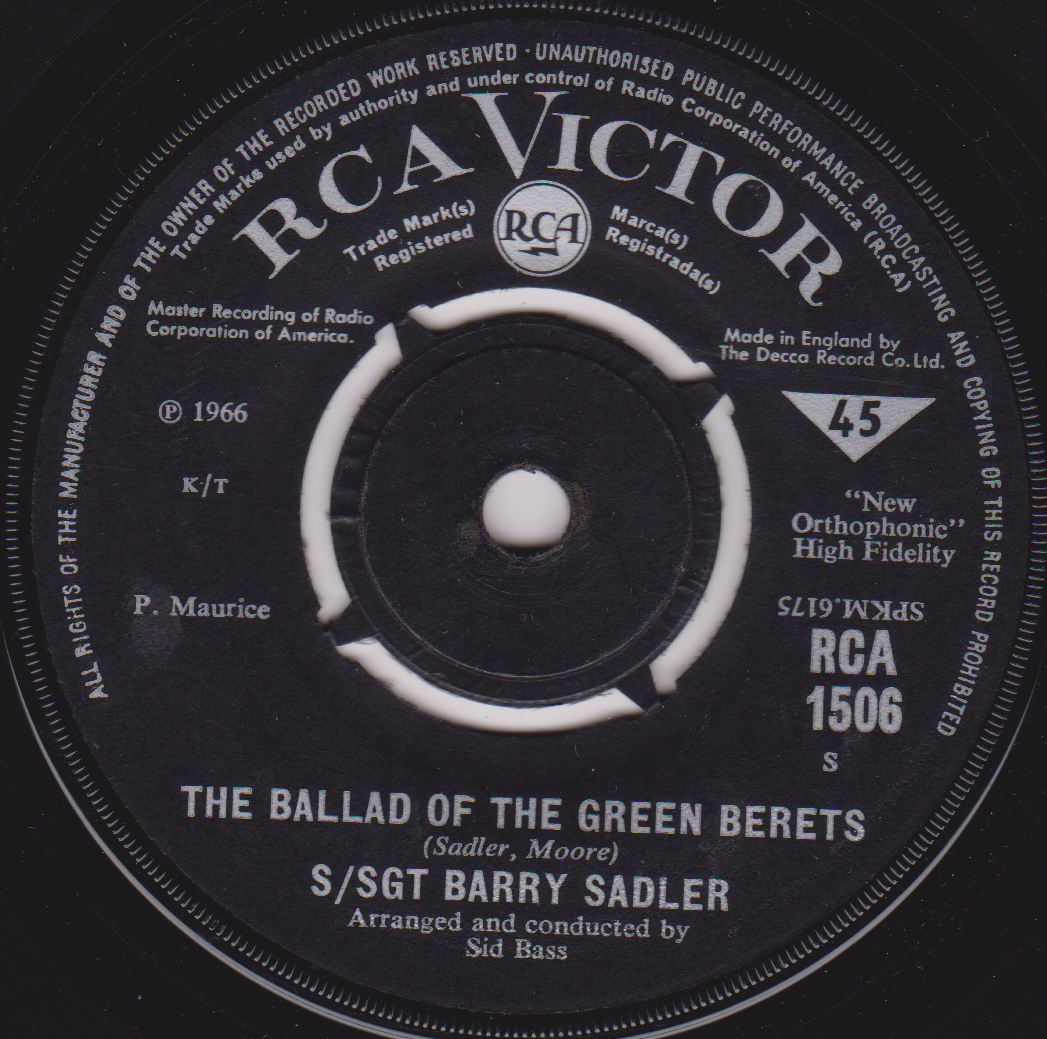 ALL RIGHTS OF THE MANUFACTURER AND OF THE OWNER OF THE RECORDED WORK RESERVED · UNAUTHORISED PUBLIC PERFORMANCE BROADCASTING AND COPYING OF THIS RECORD PROHIBITED
Trade Marks used by authority and under control of Radio Corporation of America (R.C.A)
RCA VICTOR
Trade Mark(s)
Registered
RCA
Marca(s)
Registrada(s)
Master Recording of Radio
Corporation of America.
Made in England by
The Decca Record Co. Ltd.
℗ 1966
45
K/T
"New
Orthophonic"
High Fidelity
P. Maurice
SPKM.6175
RCA
1506
S
THE BALLAD OF THE GREEN BERETS
(Sadler, Moore)
S/SGT BARRY SADLER
Arranged and conducted by
Sid Bass